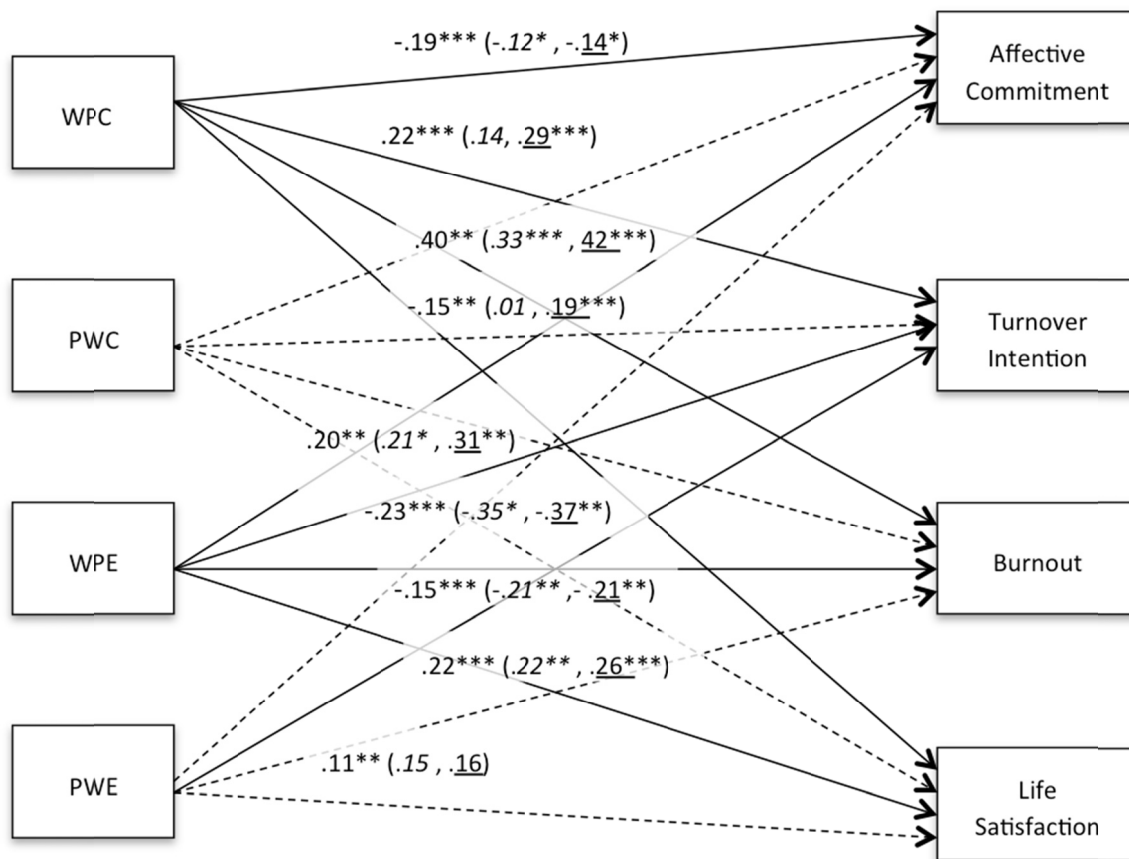 -.19*** (-.12* , -.14*)
Affective
Commitment
WPC
.22*** (.14, .29***)
.40** (.33*** , 42***)
PWC
-.15** (.01 , .19***)
Turnover
Intention
.20** (.21* , .31**)
WPE
-.23*** (-.35* , -.37**)
Burnout
-.15*** (-.21** , -.21**)
.22*** (.22** , .26***)
PWE
.11** (.15 , .16)
Life
Satisfaction